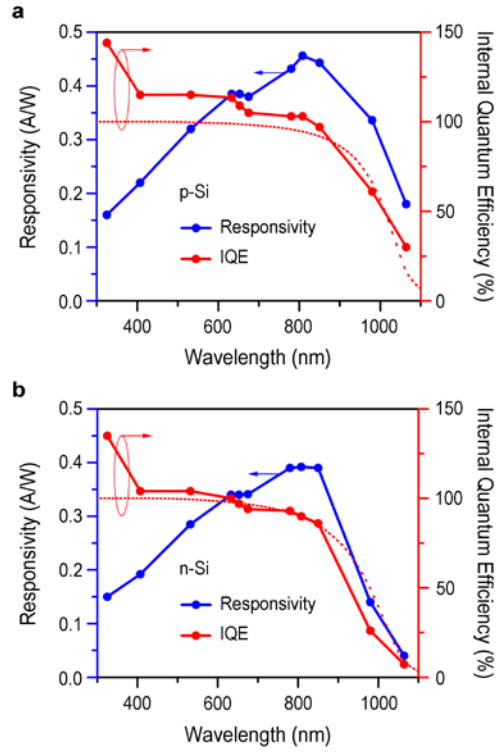 a
0.5
0.4
0.3
0.2
0.1
0.0
Responsivity (A/W)
p-Si
Responsivity
IQE
150
100
50
0
Internal Quantum
Efficiency (%)
400 600 800 1000
Wavelength (nm)
b
0.5
0.4
0.3
0.2
0.1
0.0
Responsivity (A/W)
n-Si
Responsivity
IQE
150
100
50
0
Internal Quantum
Efficiency (%)
400 600 800 1000
Wavelength (nm)